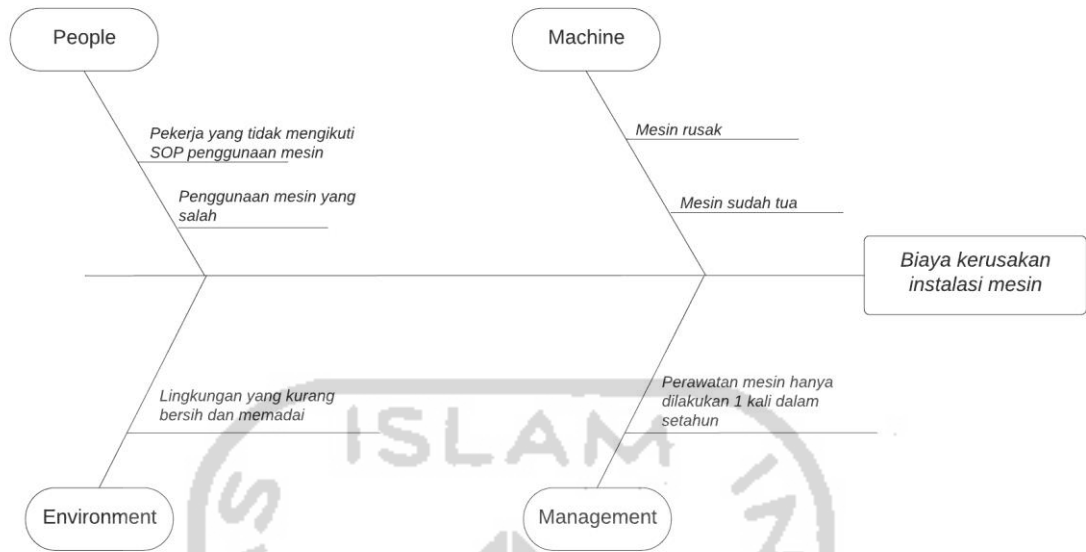 People
Machine
Pekerja yang tidak mengikuti
SOP penggunaan mesin
Mesin rusak
Penggunaan mesin yang
salah
Mesin sudah tua
Biaya kerusakan
instalasi mesin
Lingkungan yang kurang
bersih dan memadai
Perawatan mesin hanya
dilakukan 1 kali dalam
setahun
ISLAM
Environment
Management